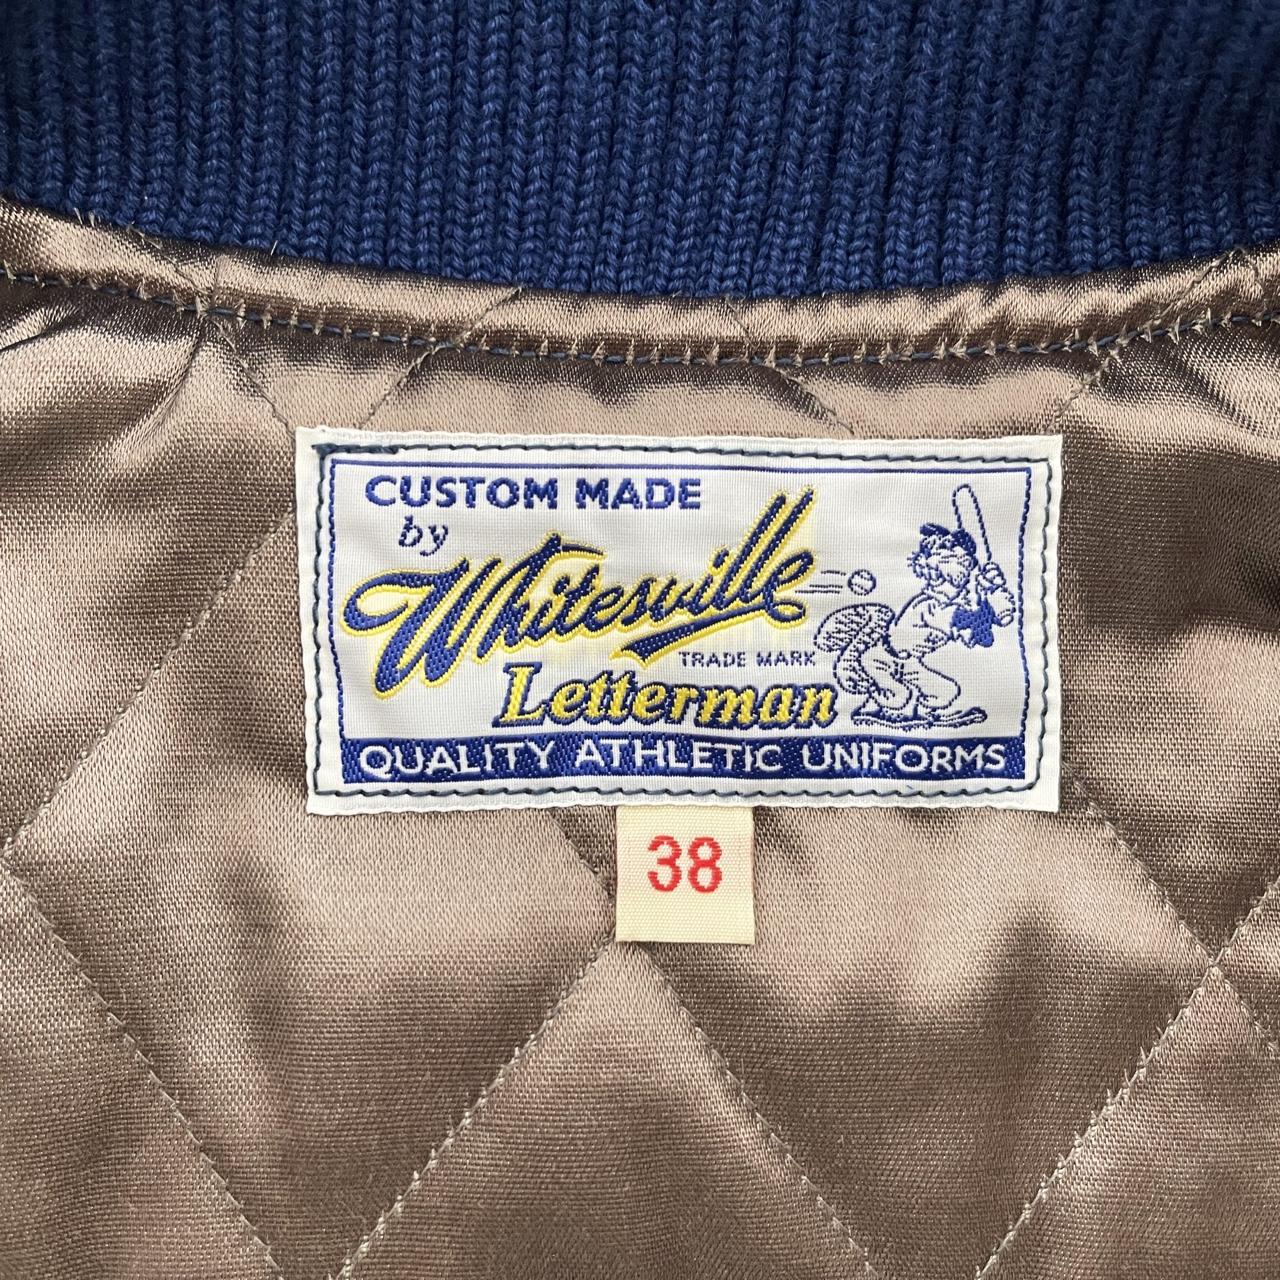 CUSTOM MADE
by
Whitesville
TRADE MARK
Letterman
QUALITY ATHLETIC UNIFORMS
38